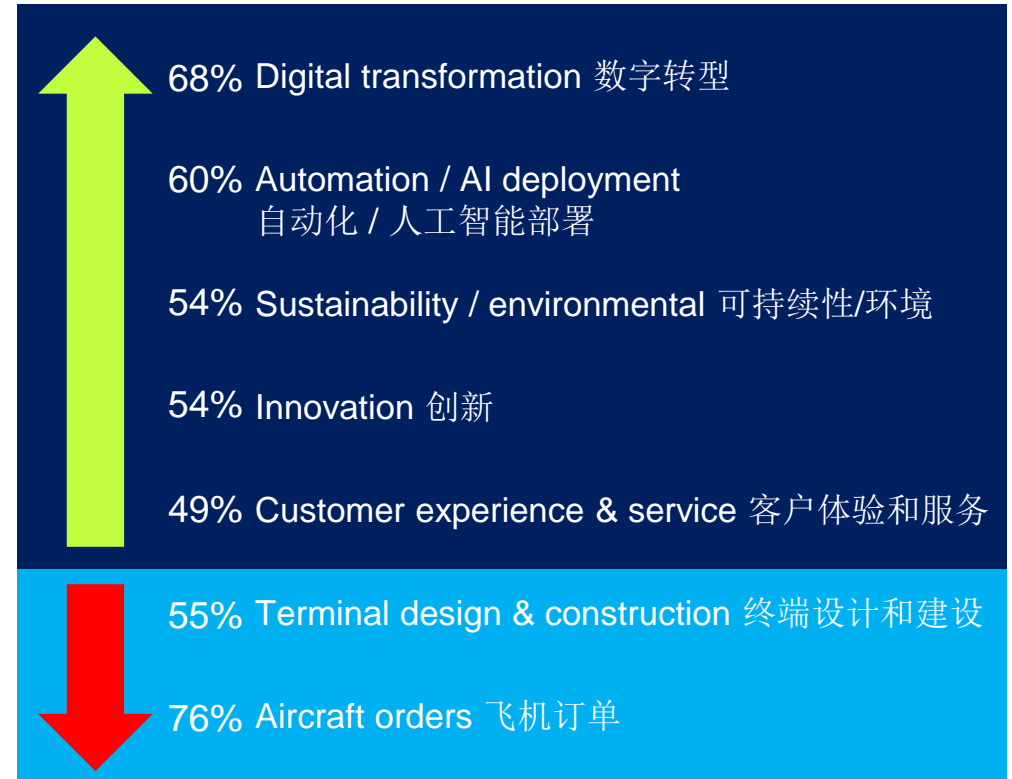 68% Digital transformation 数字转型
60% Automation / AI deployment
自动化 / 人工智能部署
54% Sustainability / environmental 可持续性/环境
54% Innovation 创新
49% Customer experience & service 客户体验和服务
55% Terminal design & construction 终端设计和建设
76% Aircraft orders 飞机订单